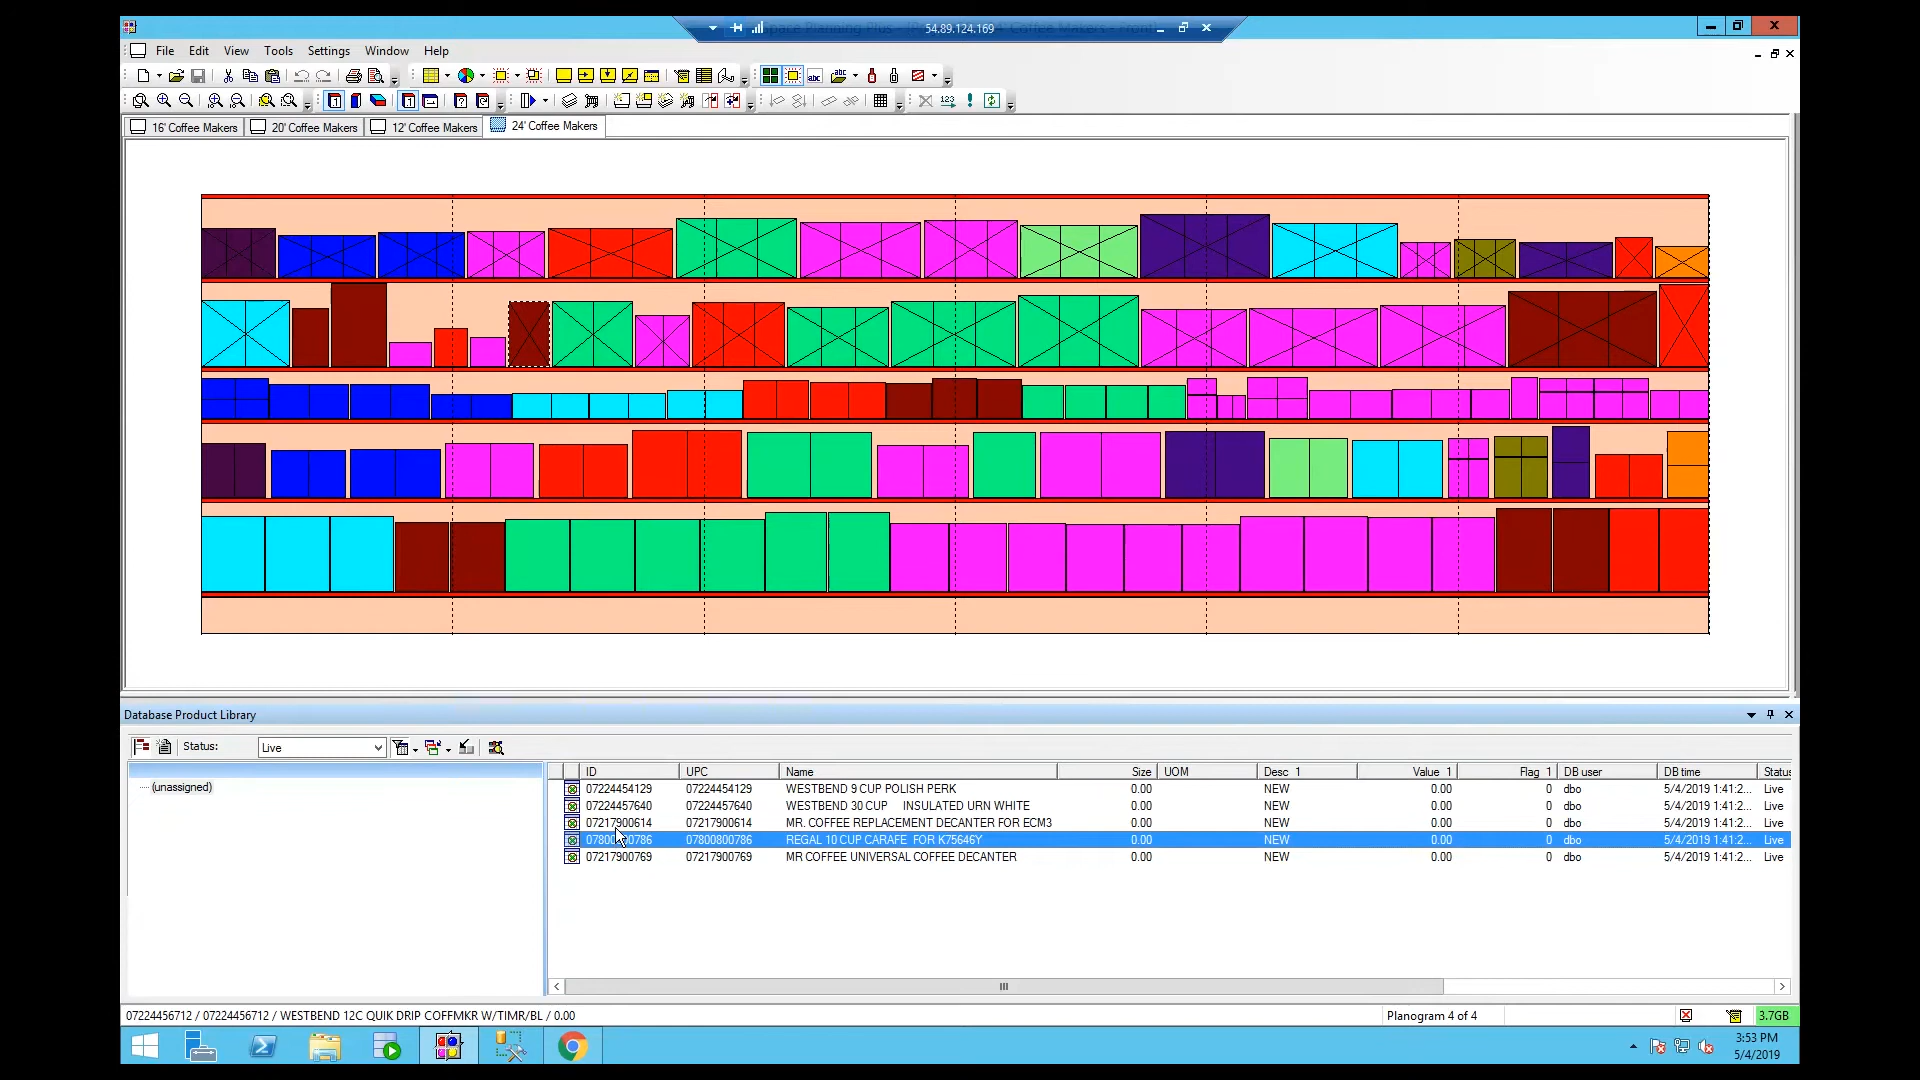 54.89.124.169
File Edit View Tools Settings Window Help
16' Coffee Makers 20' Coffee Makers 12' Coffee Makers 24' Coffee Makers
Database Product Library
Status: Live
(unassigned)
ID UPC Name Size UOM Desc 1 Value 1 Flag 1 DB user DB time Status
07224454129 07224454129 WESTBEND 9 CUP POLISH PERK 0.00 NEW 0.00 0 dbo 5/4/2019 1:41:2... Live
07224457640 07224457640 WESTBEND 30 CUP INSULATED URN WHITE 0.00 NEW 0.00 0 dbo 5/4/2019 1:41:2... Live
07217900614 07217900614 MR. COFFEE REPLACEMENT DECANTER FOR ECM3 0.00 NEW 0.00 0 dbo 5/4/2019 1:41:2... Live
07800800786 07800800786 REGAL 10 CUP CARAFE FOR K75646Y 0.00 NEW 0.00 0 dbo 5/4/2019 1:41:2... Live
07217900769 07217900769 MR COFFEE UNIVERSAL COFFEE DECANTER 0.00 NEW 0.00 0 dbo 5/4/2019 1:41:2... Live
07224456712 / 07224456712 / WESTBEND 12C QUIK DRIP COFFMKR W/TIMR/BL / 0.00 Planogram 4 of 4 3.7GB
3:53 PM
5/4/2019